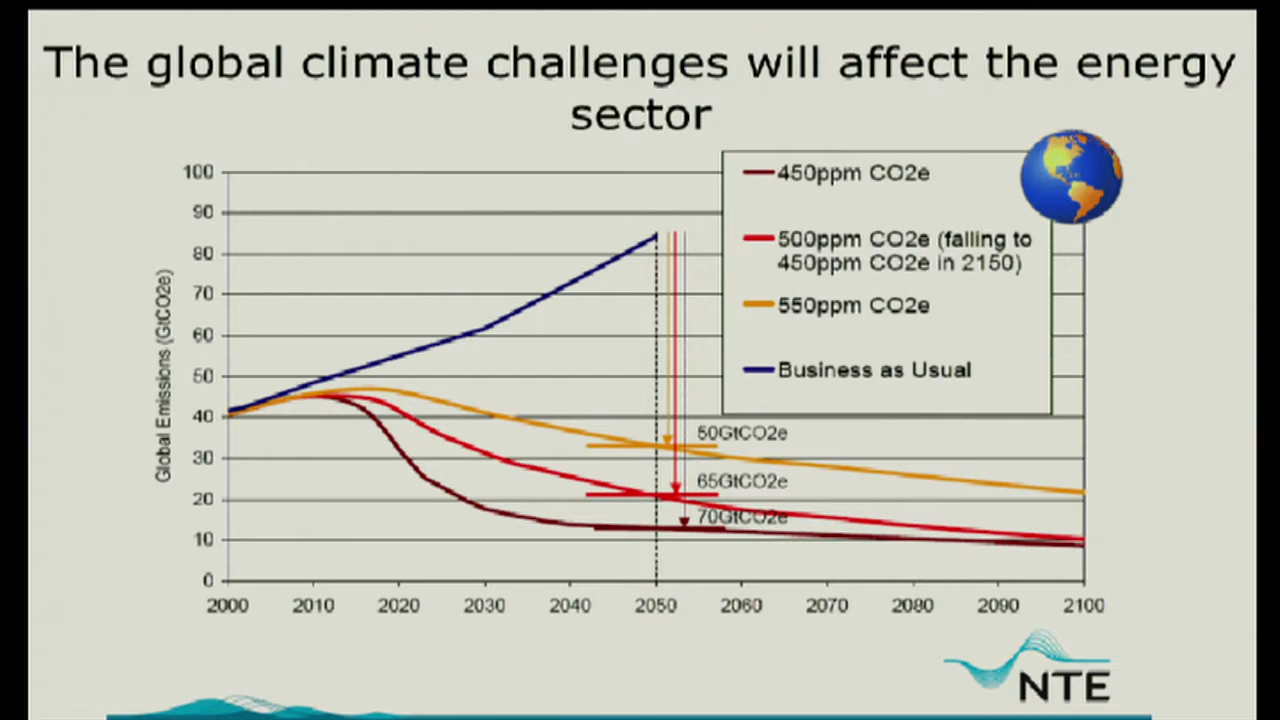 The global climate challenges will affect the energy
sector
100
90
80
70
60
50
40
30
20
10
0
Global Emissions (GtCO2e)
2000 2010 2020 2030 2040 2050 2060 2070 2080 2090 2100
450ppm CO2e
500ppm CO2e (falling to
450ppm CO2e in 2150)
550ppm CO2e
Business as Usual
50GtCO2e
65GtCO2e
70GtCO2e
NTE